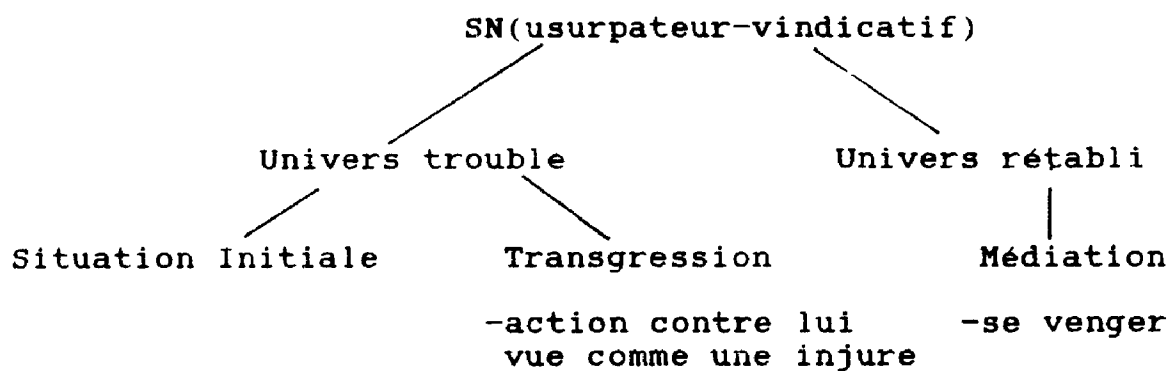 SN(usurpateur-vindicatif)
Univers trouble Univers rétabli
Situation Initiale Transgression Médiation
-action contre lui -se venger
vue comme une injure